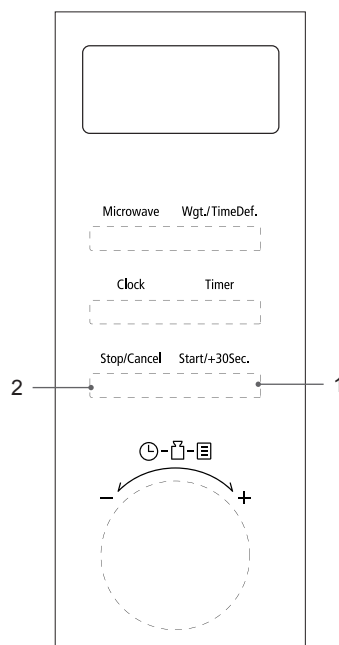 Microwave Wgt./TimeDef.
Clock Timer
Stop/Cancel Start/+30Sec.
2 1
- +